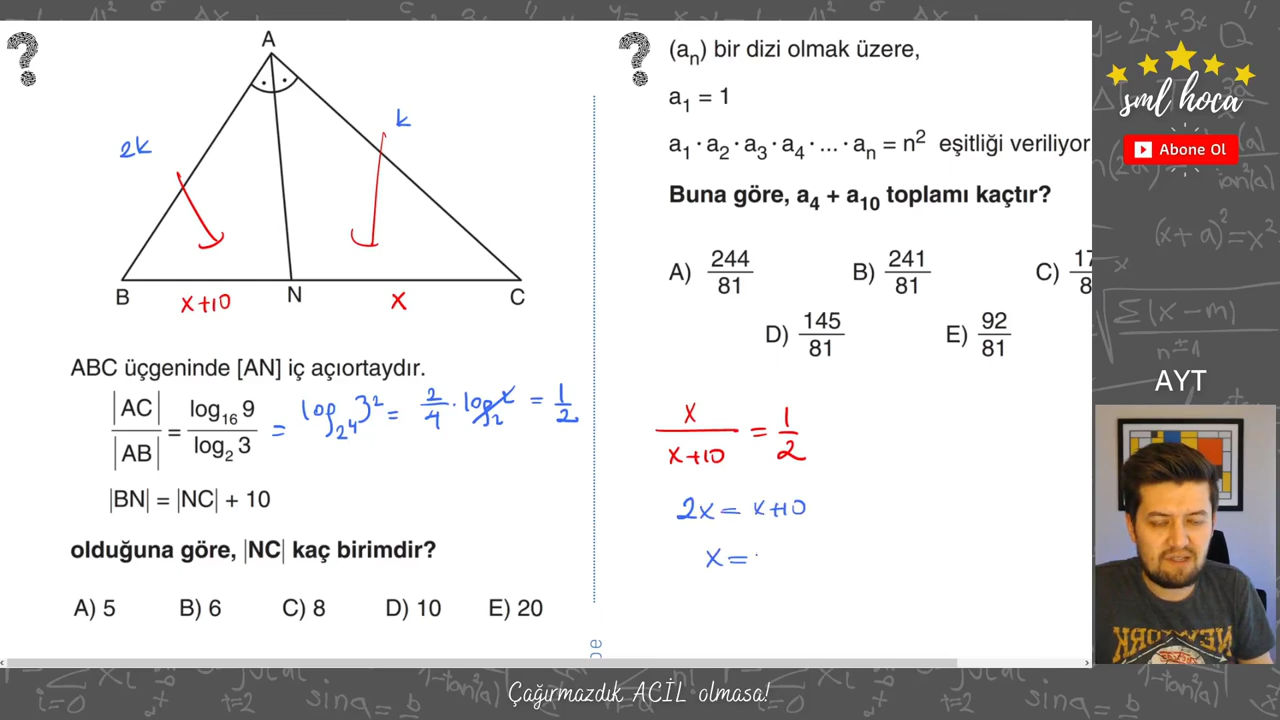 A
2k
k
B
N
C
x+10
x
ABC üçgeninde [AN] iç açıortaydır.
|AC| / |AB| = log₁₆ 9 / log₂ 3 = log₂⁴ 3² = 2/4 · log₂ 2 = 1/2
|BN| = |NC| + 10
olduğuna göre, |NC| kaç birimdir?
A) 5 B) 6 C) 8 D) 10 E) 20
(aₙ) bir dizi olmak üzere,
a₁ = 1
a₁ · a₂ · a₃ · a₄ · ... · aₙ = n² eşitliği veriliyor
Buna göre, a₄ + a₁₀ toplamı kaçtır?
A) 244/81 B) 241/81 C)
D) 145/81 E) 92/81
x / x+10 = 1/2
2x = x+10
x =
sml hoca
Abone Ol
AYT
NEWYORK
Çağırmazdık ACİL olmasa!